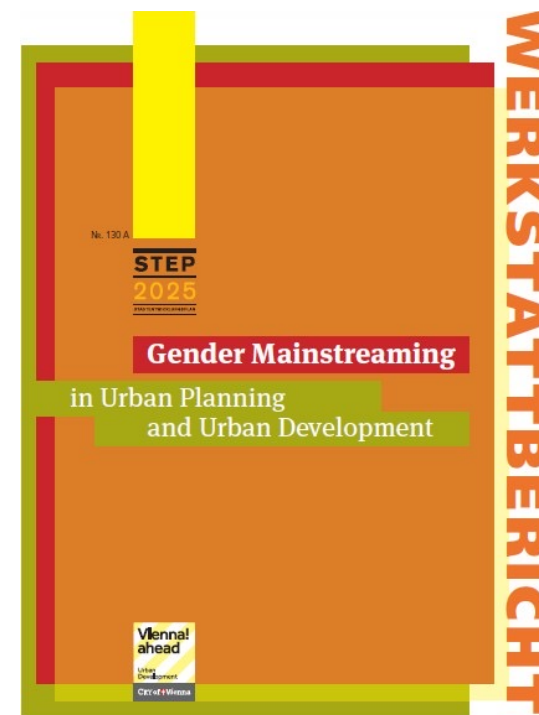 WERKSTATTBERICHT
Nr. 130 A
STEP
2025
STADTENTWICKLUNGSPLAN
Gender Mainstreaming
in Urban Planning
and Urban Development
Vienna!
ahead
Urban
Development
CITY of Vienna